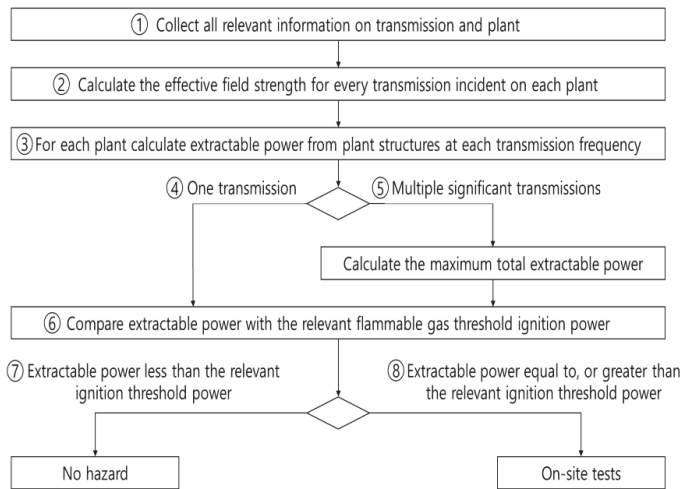 ① Collect all relevant information on transmission and plant
② Calculate the effective field strength for every transmission incident on each plant
③ For each plant calculate extractable power from plant structures at each transmission frequency
④ One transmission
⑤ Multiple significant transmissions
Calculate the maximum total extractable power
⑥ Compare extractable power with the relevant flammable gas threshold ignition power
⑦ Extractable power less than the relevant
ignition threshold power
⑧ Extractable power equal to, or greater than
the relevant ignition threshold power
No hazard
On-site tests